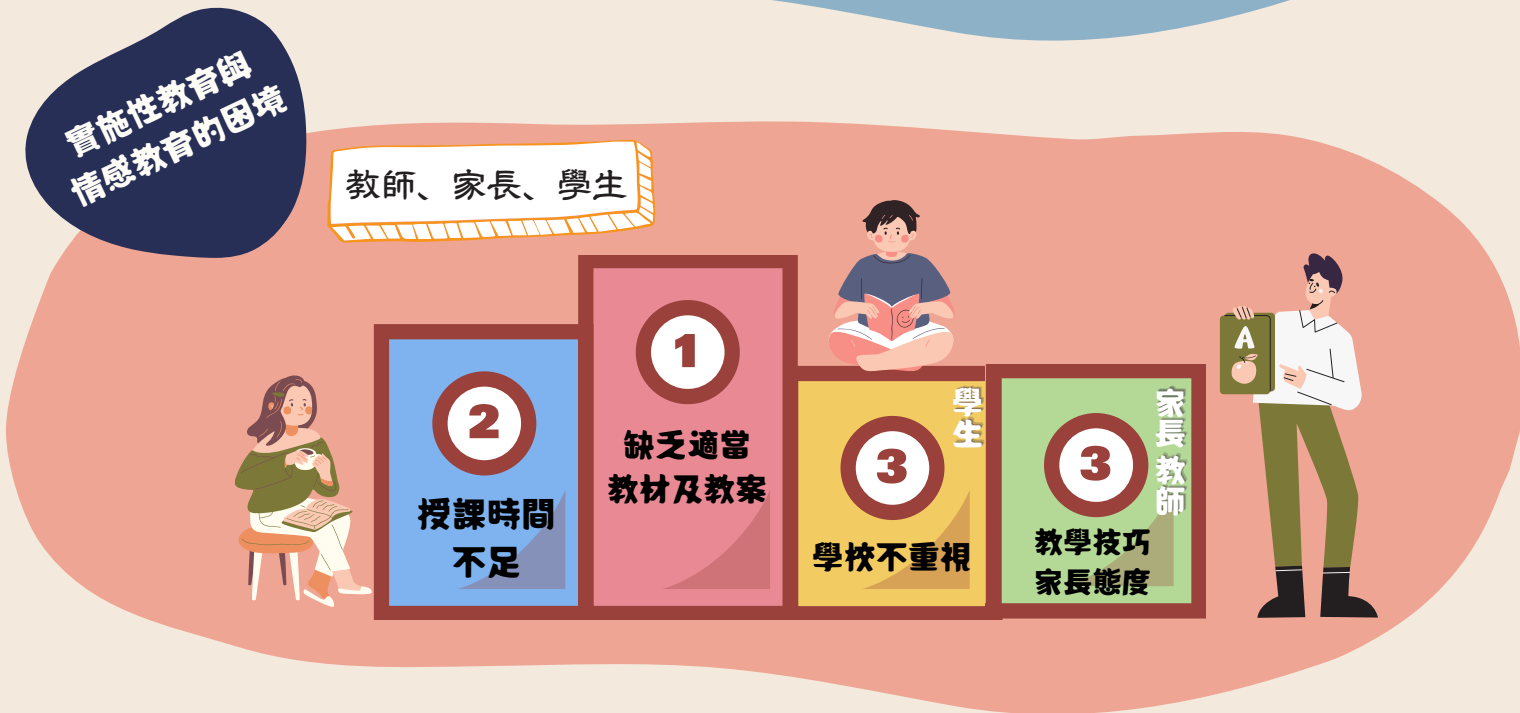 實施性教育與
情感教育的困境
教師、家長、學生
2
授課時間
不足
1
缺乏適當
教材及教案
學生
3
學校不重視
家長 教師
3
教學技巧
家長態度
A